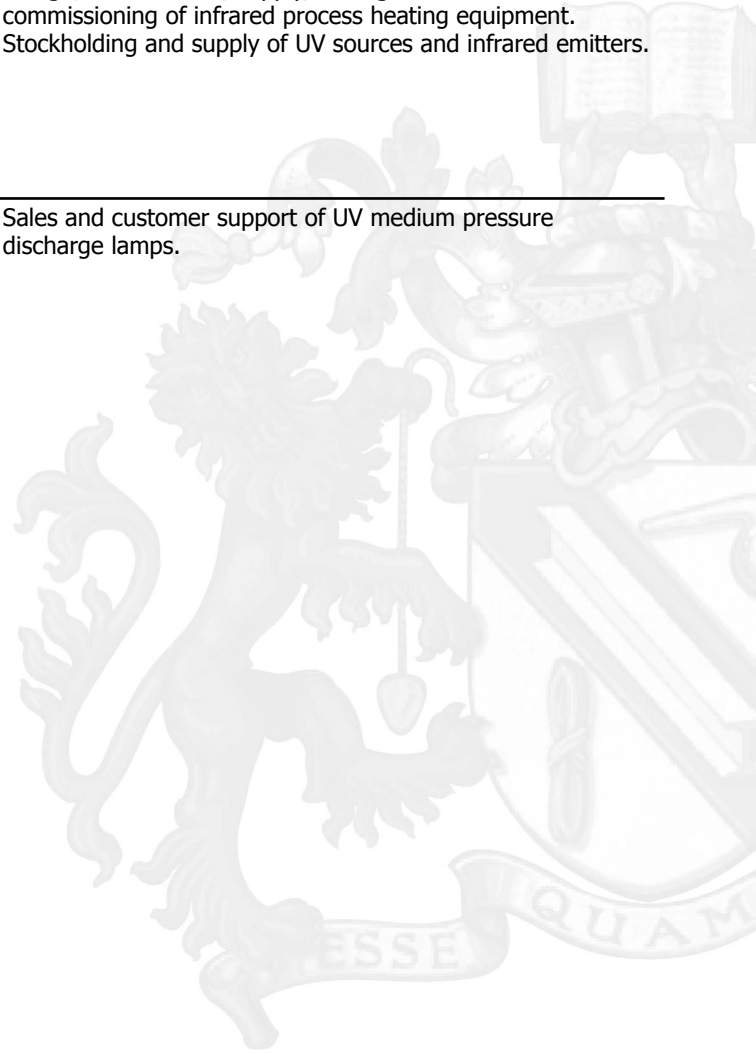 commissioning of infrared process heating equipment.
Stockholding and supply of UV sources and infrared emitters.
Sales and customer support of UV medium pressure
discharge lamps.
ESSE QUAM